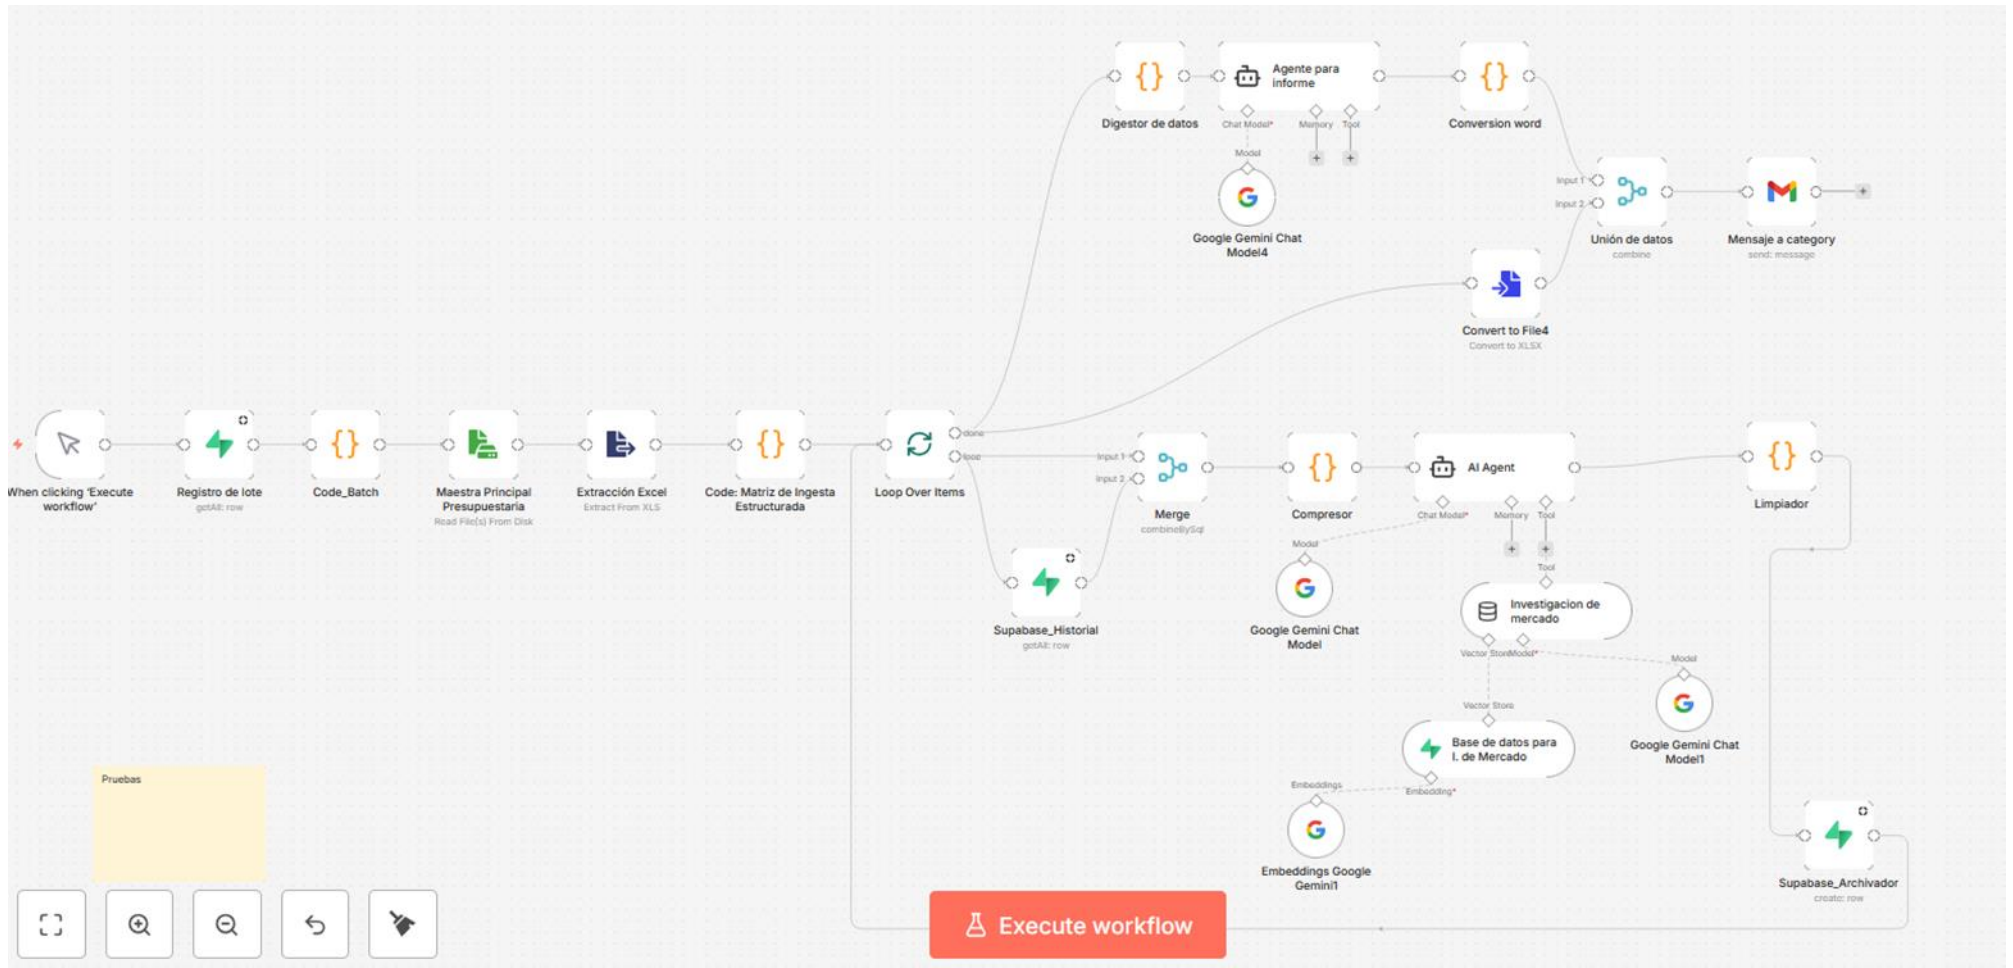 Digestor de datos
Agente para
informe
Chat Model*
Memory
Tool
Model
Google Gemini Chat
Model4
Conversion word
Input 1
Input 2
Unión de datos
combine
Mensaje a category
send: message
Convert to File4
Convert to XLSX
When clicking 'Execute
workflow'
Registro de lote
getAll: row
Code_Batch
Maestra Principal
Presupuestaria
Read File(s) From Disk
Extracción Excel
Extract From XLS
Code: Matriz de Ingesta
Estructurada
Loop Over Items
done
loop
Supabase_Historial
getAll: row
Input 1
Input 2
Merge
combineBySql
Compresor
AI Agent
Chat Model*
Memory
Tool
Model
Google Gemini Chat
Model
Tool
Investigacion de
mercado
Vector Store
Model*
Model
Google Gemini Chat
Model1
Vector Store
Base de datos para
I. de Mercado
Embedding*
Embeddings
Embeddings Google
Gemini1
Limpiador
Supabase_Archivador
create: row
Pruebas
Execute workflow